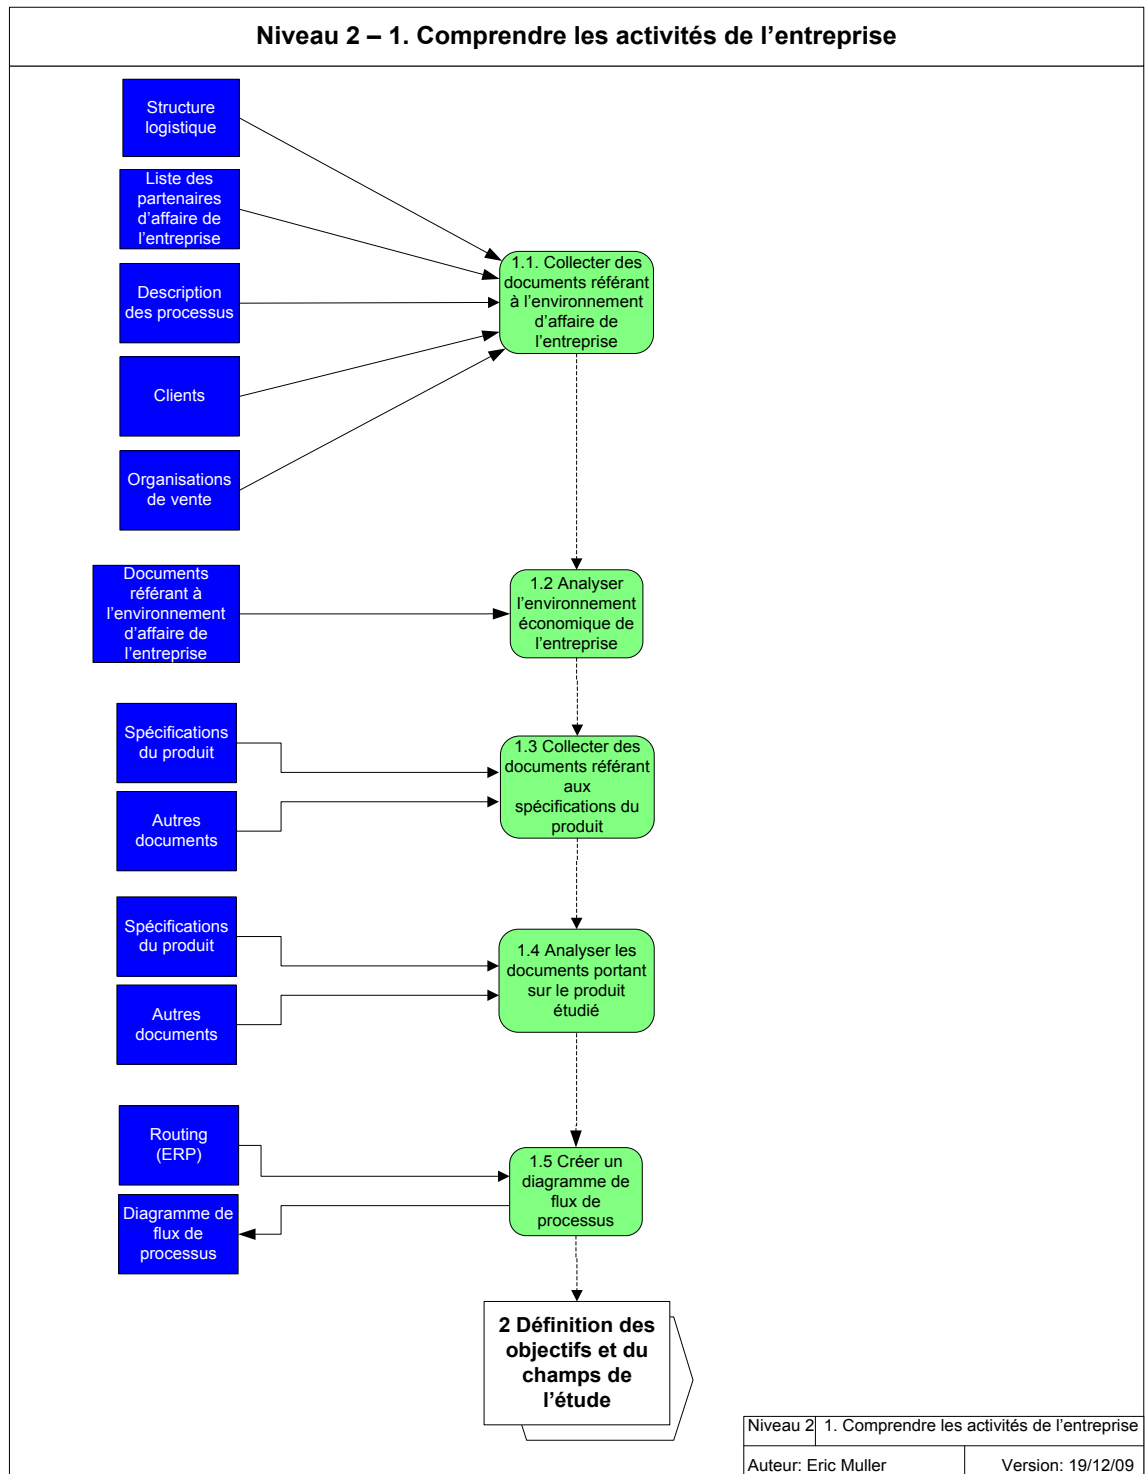 Niveau 2 – 1. Comprendre les activités de l’entreprise
Structure
logistique
Liste des
partenaires
d’affaire de
l’entreprise
Description
des processus
Clients
Organisations
de vente
1.1. Collecter des
documents référant
à l’environnement
d’affaire de
l’entreprise
Documents
référant à
l’environnement
d’affaire de
l’entreprise
1.2 Analyser
l’environnement
économique de
l’entreprise
Spécifications
du produit
Autres
documents
1.3 Collecter des
documents référant
aux
spécifications du
produit
Spécifications
du produit
Autres
documents
1.4 Analyser les
documents portant
sur le produit
étudié
Routing
(ERP)
Diagramme de
flux de
processus
1.5 Créer un
diagramme de
flux de
processus
2 Définition des
objectifs et du
champs de
l’étude
Niveau 2 1. Comprendre les activités de l’entreprise
Auteur: Eric Muller Version: 19/12/09